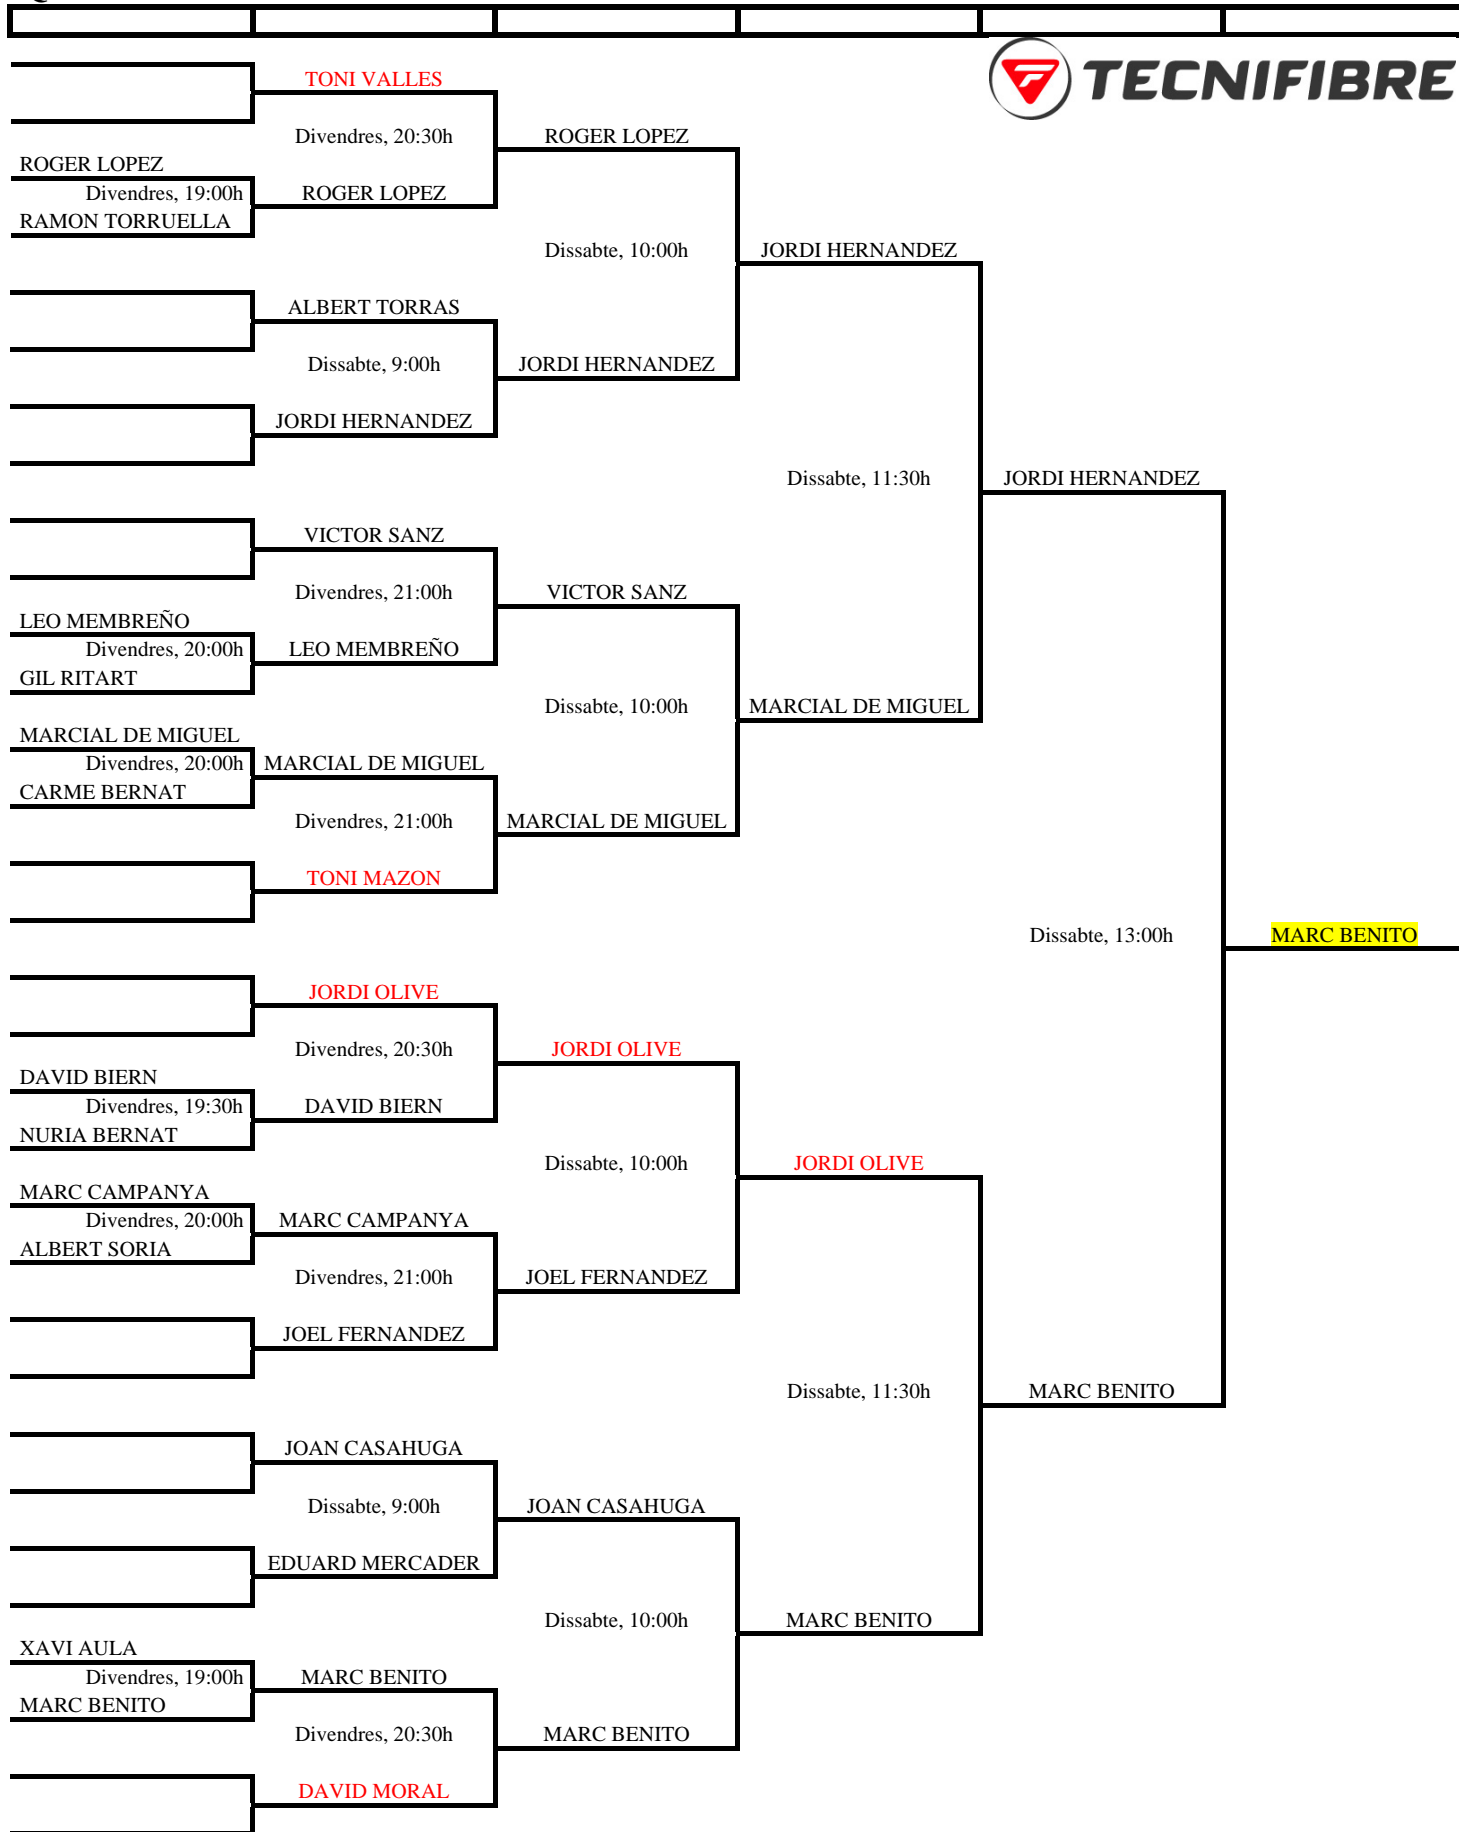 TECNIFIBRE
TONI VALLES
Divendres, 20:30h
ROGER LOPEZ
ROGER LOPEZ
Divendres, 19:00h
ROGER LOPEZ
RAMON TORRUELLA
Dissabte, 10:00h
JORDI HERNANDEZ
ALBERT TORRAS
Dissabte, 9:00h
JORDI HERNANDEZ
JORDI HERNANDEZ
Dissabte, 11:30h
JORDI HERNANDEZ
VICTOR SANZ
Divendres, 21:00h
VICTOR SANZ
LEO MEMBREÑO
Divendres, 20:00h
LEO MEMBREÑO
GIL RITART
Dissabte, 10:00h
MARCIAL DE MIGUEL
MARCIAL DE MIGUEL
Divendres, 20:00h
MARCIAL DE MIGUEL
CARME BERNAT
Divendres, 21:00h
MARCIAL DE MIGUEL
TONI MAZON
Dissabte, 13:00h
MARC BENITO
JORDI OLIVE
Divendres, 20:30h
JORDI OLIVE
DAVID BIERN
Divendres, 19:30h
DAVID BIERN
NURIA BERNAT
Dissabte, 10:00h
JORDI OLIVE
MARC CAMPANYA
Divendres, 20:00h
MARC CAMPANYA
ALBERT SORIA
Divendres, 21:00h
JOEL FERNANDEZ
JOEL FERNANDEZ
Dissabte, 11:30h
MARC BENITO
JOAN CASAHUGA
Dissabte, 9:00h
JOAN CASAHUGA
EDUARD MERCADER
Dissabte, 10:00h
MARC BENITO
XAVI AULA
Divendres, 19:00h
MARC BENITO
MARC BENITO
Divendres, 20:30h
MARC BENITO
DAVID MORAL